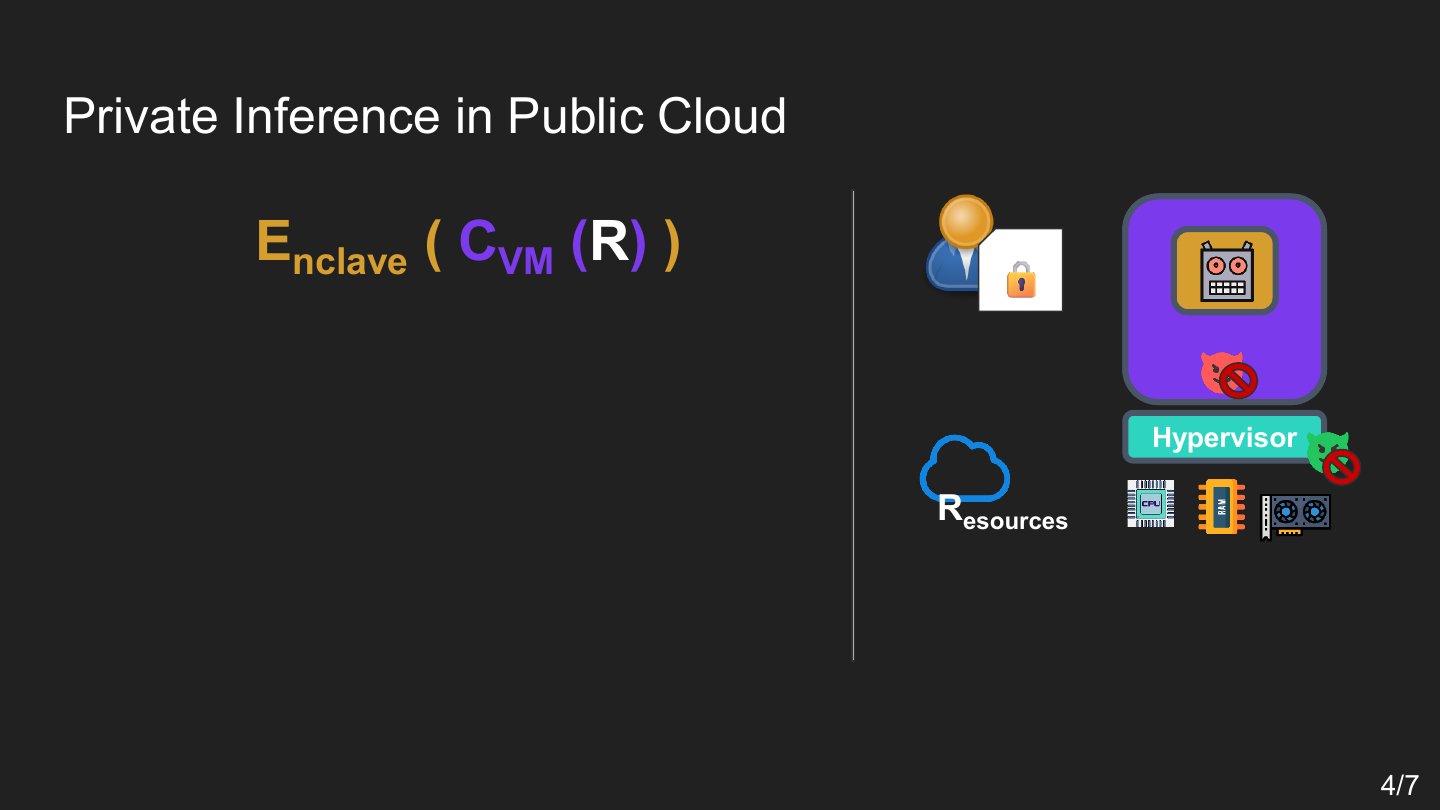 Private Inference in Public Cloud
Enclave ( CVM (R) )
Hypervisor
CPU
RAM
Resources
4/7